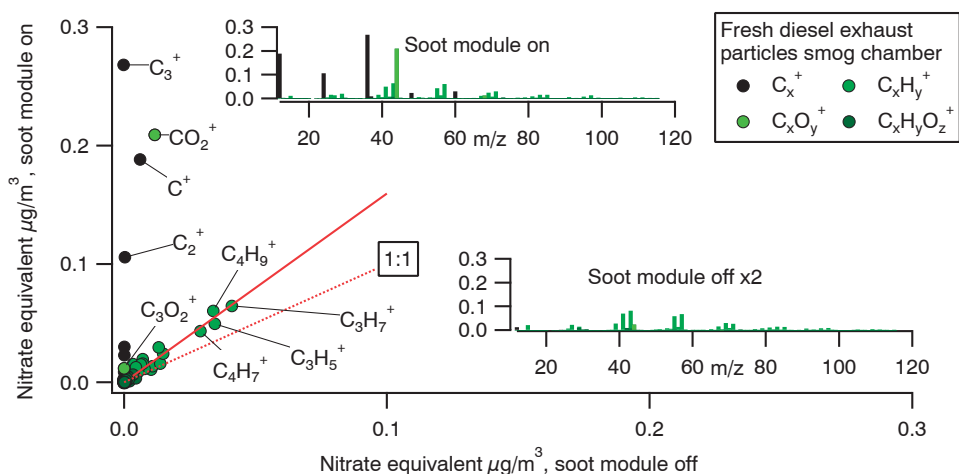 Nitrate equivalent µg/m³, soot module on
0.3
0.2
0.1
0.0
0.0
0.1
0.2
0.3
Nitrate equivalent µg/m³, soot module off
C₃⁺
CO₂⁺
C⁺
C₂⁺
C₃O₂⁺
C₄H₉⁺
C₃H₇⁺
C₃H₅⁺
C₄H₇⁺
1:1
Soot module on
0.3
0.2
0.1
0.0
20 40 60 m/z 80 100 120
Fresh diesel exhaust
particles smog chamber
Cₓ⁺ CₓHᵧ⁺
CₓOᵧ⁺ CₓHᵧO_z⁺
Soot module off x2
0.3
0.2
0.1
0.0
20 40 60 m/z 80 100 120